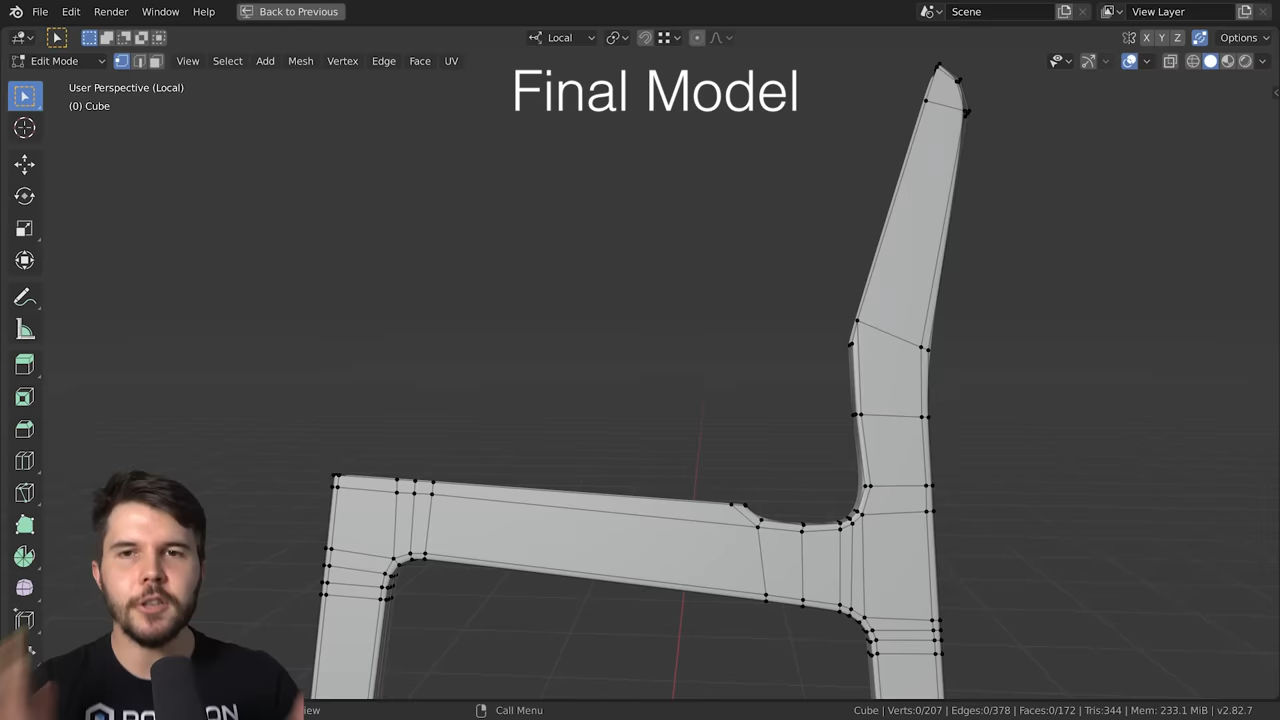 File Edit Render Window Help Back to Previous Scene View Layer
Local X Y Z Options
Edit Mode View Select Add Mesh Vertex Edge Face UV
User Perspective (Local)
(0) Cube
Final Model
Call Menu Cube | Verts:0/207 | Edges:0/378 | Faces:0/172 | Tris:344 | Mem: 233.1 MiB | v2.82.7